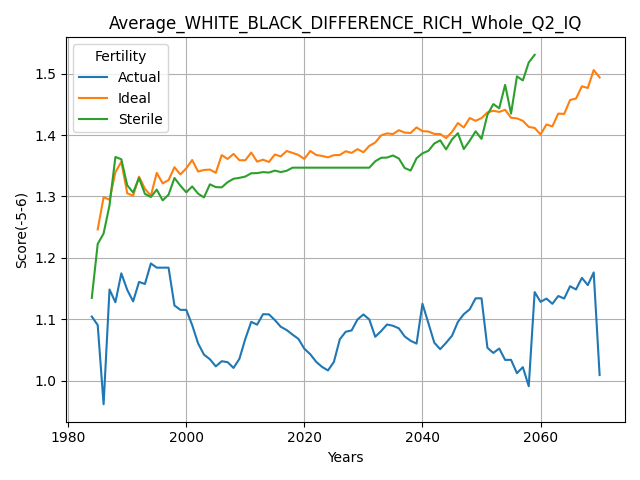 Average_WHITE_BLACK_DIFFERENCE_RICH_Whole_Q2_IQ
Fertility
Actual
Ideal
Sterile
Score(-5-6)
1.5
1.4
1.3
1.2
1.1
1.0
1980
2000
2020
2040
2060
Years